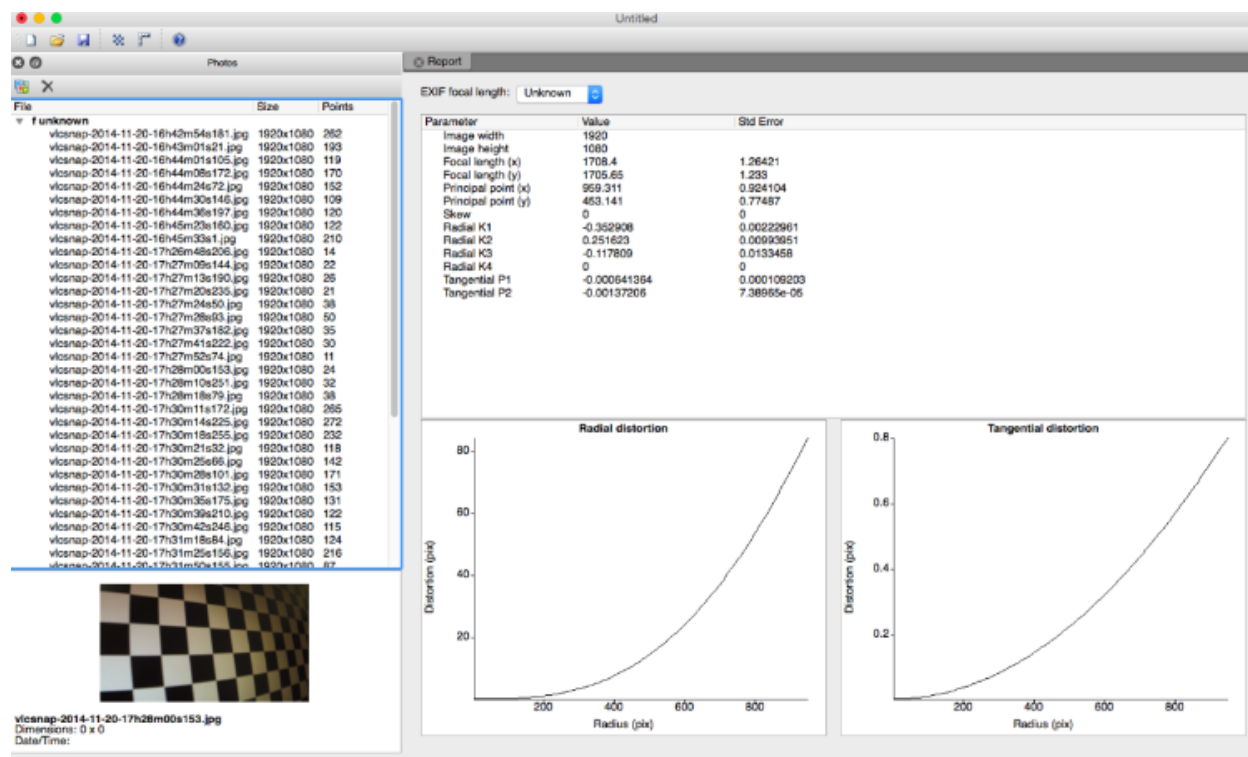 Untitled
Photos
File Size Points
f unknown
vlcsnap-2014-11-20-16h42m54s181.jpg 1920x1080 262
vlcsnap-2014-11-20-16h43m01s21.jpg 1920x1080 193
vlcsnap-2014-11-20-16h44m01s105.jpg 1920x1080 119
vlcsnap-2014-11-20-16h44m08s172.jpg 1920x1080 170
vlcsnap-2014-11-20-16h44m24s72.jpg 1920x1080 152
vlcsnap-2014-11-20-16h44m30s146.jpg 1920x1080 109
vlcsnap-2014-11-20-16h44m36s197.jpg 1920x1080 120
vlcsnap-2014-11-20-16h45m23s160.jpg 1920x1080 122
vlcsnap-2014-11-20-16h45m33s1.jpg 1920x1080 210
vlcsnap-2014-11-20-17h26m48s206.jpg 1920x1080 14
vlcsnap-2014-11-20-17h27m09s144.jpg 1920x1080 22
vlcsnap-2014-11-20-17h27m13s190.jpg 1920x1080 26
vlcsnap-2014-11-20-17h27m20s235.jpg 1920x1080 21
vlcsnap-2014-11-20-17h27m24s50.jpg 1920x1080 38
vlcsnap-2014-11-20-17h27m28s93.jpg 1920x1080 50
vlcsnap-2014-11-20-17h27m37s182.jpg 1920x1080 35
vlcsnap-2014-11-20-17h27m41s222.jpg 1920x1080 30
vlcsnap-2014-11-20-17h27m52s74.jpg 1920x1080 11
vlcsnap-2014-11-20-17h28m00s153.jpg 1920x1080 24
vlcsnap-2014-11-20-17h28m10s251.jpg 1920x1080 32
vlcsnap-2014-11-20-17h28m18s79.jpg 1920x1080 38
vlcsnap-2014-11-20-17h30m11s172.jpg 1920x1080 265
vlcsnap-2014-11-20-17h30m14s225.jpg 1920x1080 272
vlcsnap-2014-11-20-17h30m18s255.jpg 1920x1080 232
vlcsnap-2014-11-20-17h30m21s32.jpg 1920x1080 118
vlcsnap-2014-11-20-17h30m25s66.jpg 1920x1080 142
vlcsnap-2014-11-20-17h30m28s101.jpg 1920x1080 171
vlcsnap-2014-11-20-17h30m31s132.jpg 1920x1080 153
vlcsnap-2014-11-20-17h30m35s175.jpg 1920x1080 131
vlcsnap-2014-11-20-17h30m39s210.jpg 1920x1080 122
vlcsnap-2014-11-20-17h30m42s246.jpg 1920x1080 115
vlcsnap-2014-11-20-17h31m18s84.jpg 1920x1080 124
vlcsnap-2014-11-20-17h31m25s156.jpg 1920x1080 216
vlcsnap-2014-11-20-17h31m50s155.jpg 1920x1080 87
vlcsnap-2014-11-20-17h28m00s153.jpg
Dimensions: 0 x 0
Date/Time:
Report
EXIF focal length: Unknown
Parameter Value Std Error
Image width 1920
Image height 1080
Focal length (x) 1708.4 1.26421
Focal length (y) 1705.65 1.233
Principal point (x) 959.311 0.924104
Principal point (y) 453.141 0.77487
Skew 0 0
Radial K1 -0.352908 0.00222961
Radial K2 0.251623 0.00993951
Radial K3 -0.117809 0.0133458
Radial K4 0 0
Tangential P1 -0.000641364 0.000109203
Tangential P2 -0.00137206 7.38965e-05
Radial distortion
80
60
40
20
Distortion (pix)
200 400 600 800
Radius (pix)
Tangential distortion
0.8
0.6
0.4
0.2
Distortion (pix)
200 400 600 800
Radius (pix)